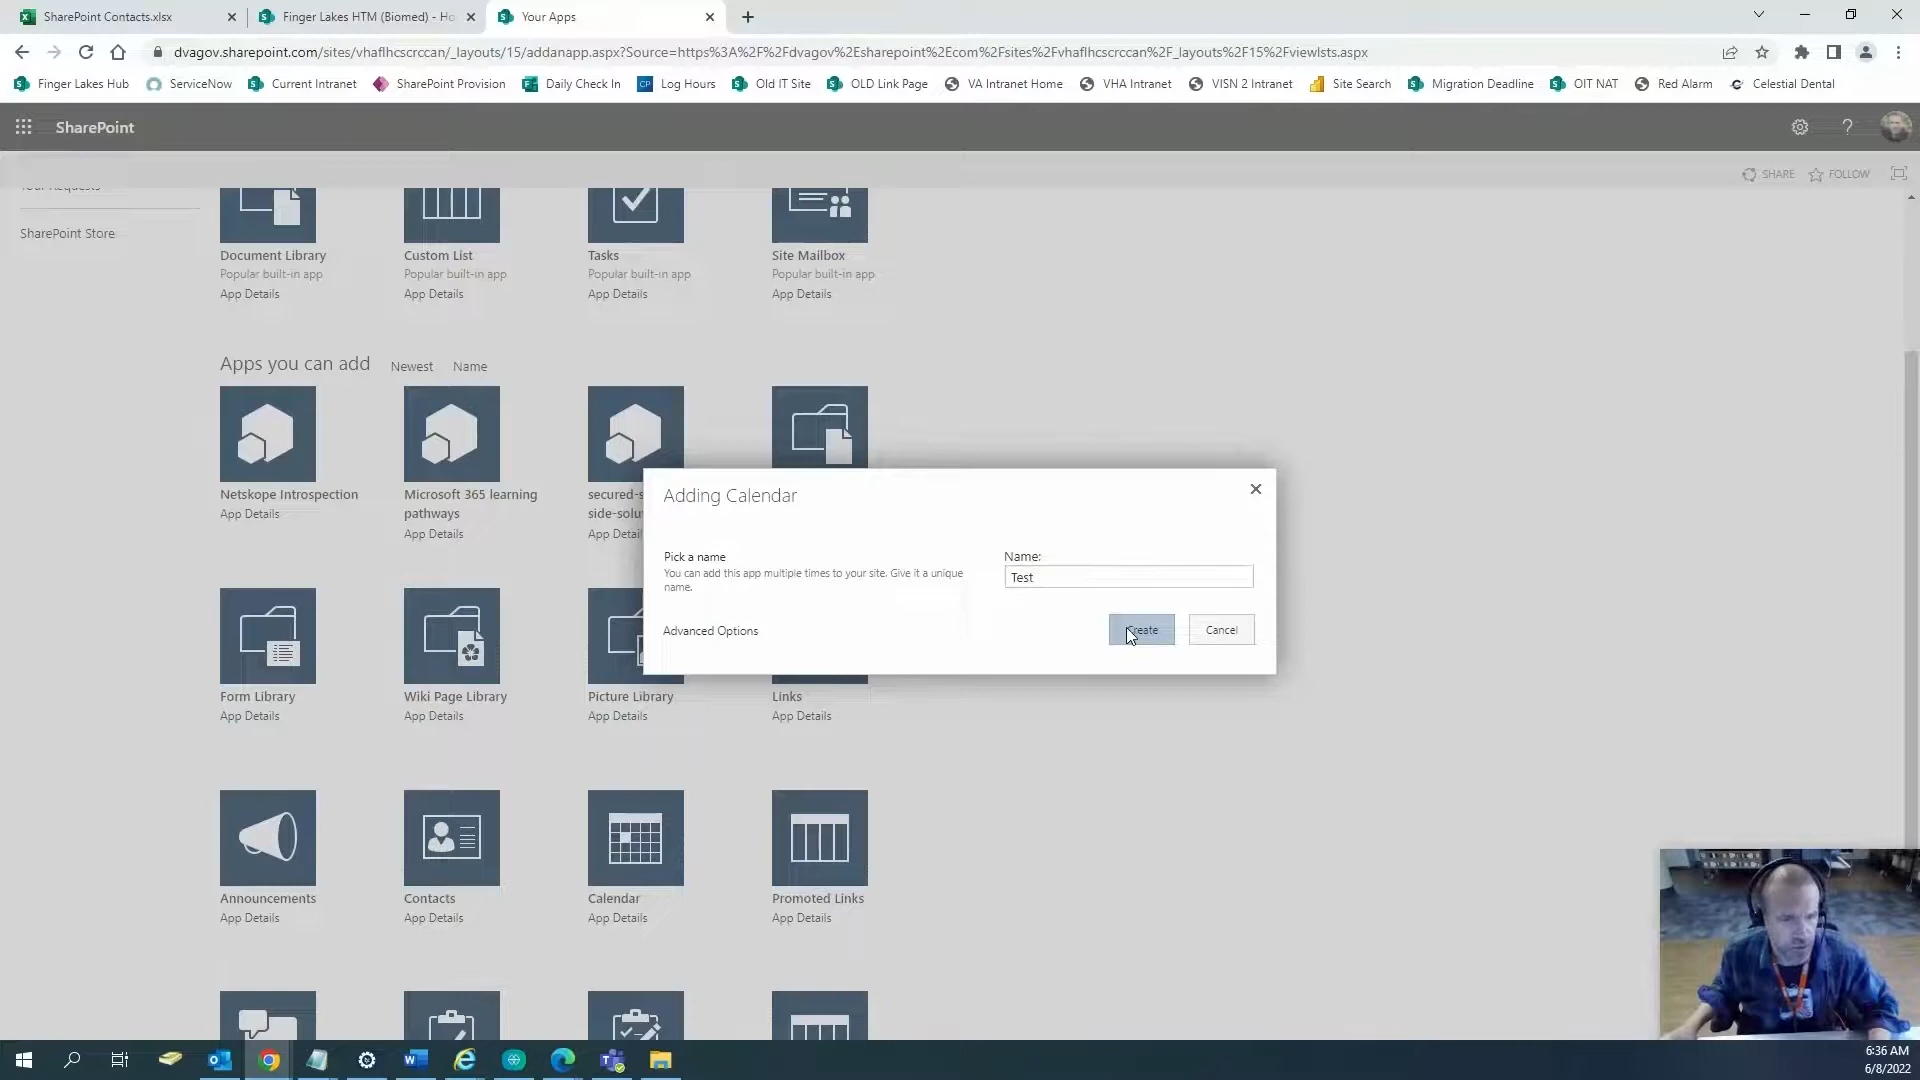 SharePoint Contacts.xlsx
Finger Lakes HTM (Biomed) - Ho
Your Apps
dvagov.sharepoint.com/sites/vhaflhcscrccan/_layouts/15/addanapp.aspx?Source=https%3A%2F%2Fdvagov%2Esharepoint%2Ecom%2Fsites%2Fvhaflhcscrccan%2F_layouts%2F15%2Fviewlsts.aspx
Finger Lakes Hub ServiceNow Current Intranet SharePoint Provision Daily Check In CP Log Hours Old IT Site OLD Link Page VA Intranet Home VHA Intranet VISN 2 Intranet Site Search Migration Deadline OIT NAT Red Alarm Celestial Dental
SharePoint
SHARE FOLLOW
Your Requests
SharePoint Store
Document Library Custom List Tasks Site Mailbox
Popular built-in app Popular built-in app Popular built-in app Popular built-in app
App Details App Details App Details App Details
Apps you can add Newest Name
Netskope Introspection Microsoft 365 learning secured-s
App Details pathways side-solu
App Details App Detail
Adding Calendar
Pick a name
You can add this app multiple times to your site. Give it a unique
name.
Name:
Test
Advanced Options
Create Cancel
Form Library Wiki Page Library Picture Library Links
App Details App Details App Details App Details
Announcements Contacts Calendar Promoted Links
App Details App Details App Details App Details
6:36 AM
6/8/2022